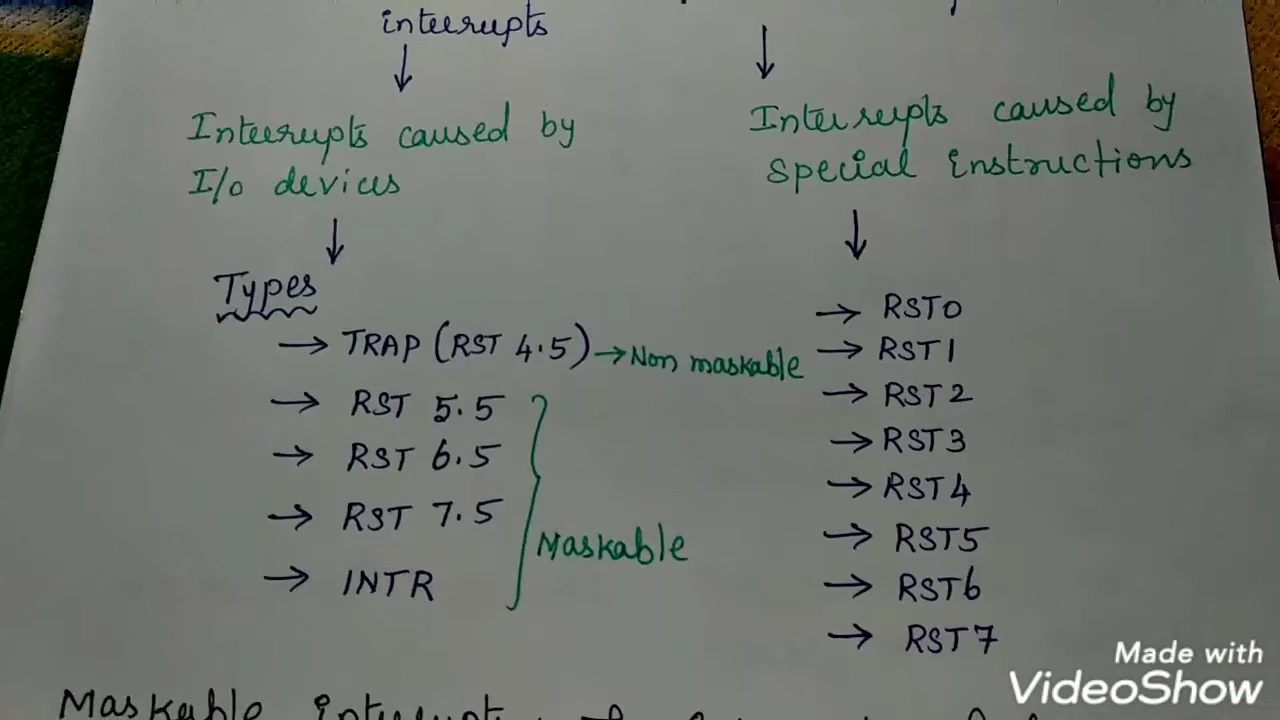 interrupts
Interrupts caused by
I/o devices
Interrupts caused by
special instructions
Types
→ TRAP (RST 4.5) → Non maskable
→ RST 5.5
→ RST 6.5
→ RST 7.5
→ INTR
Maskable
→ RST0
→ RST1
→ RST2
→ RST3
→ RST4
→ RST5
→ RST6
→ RST7
Maskable interrupt
Made with
VideoShow